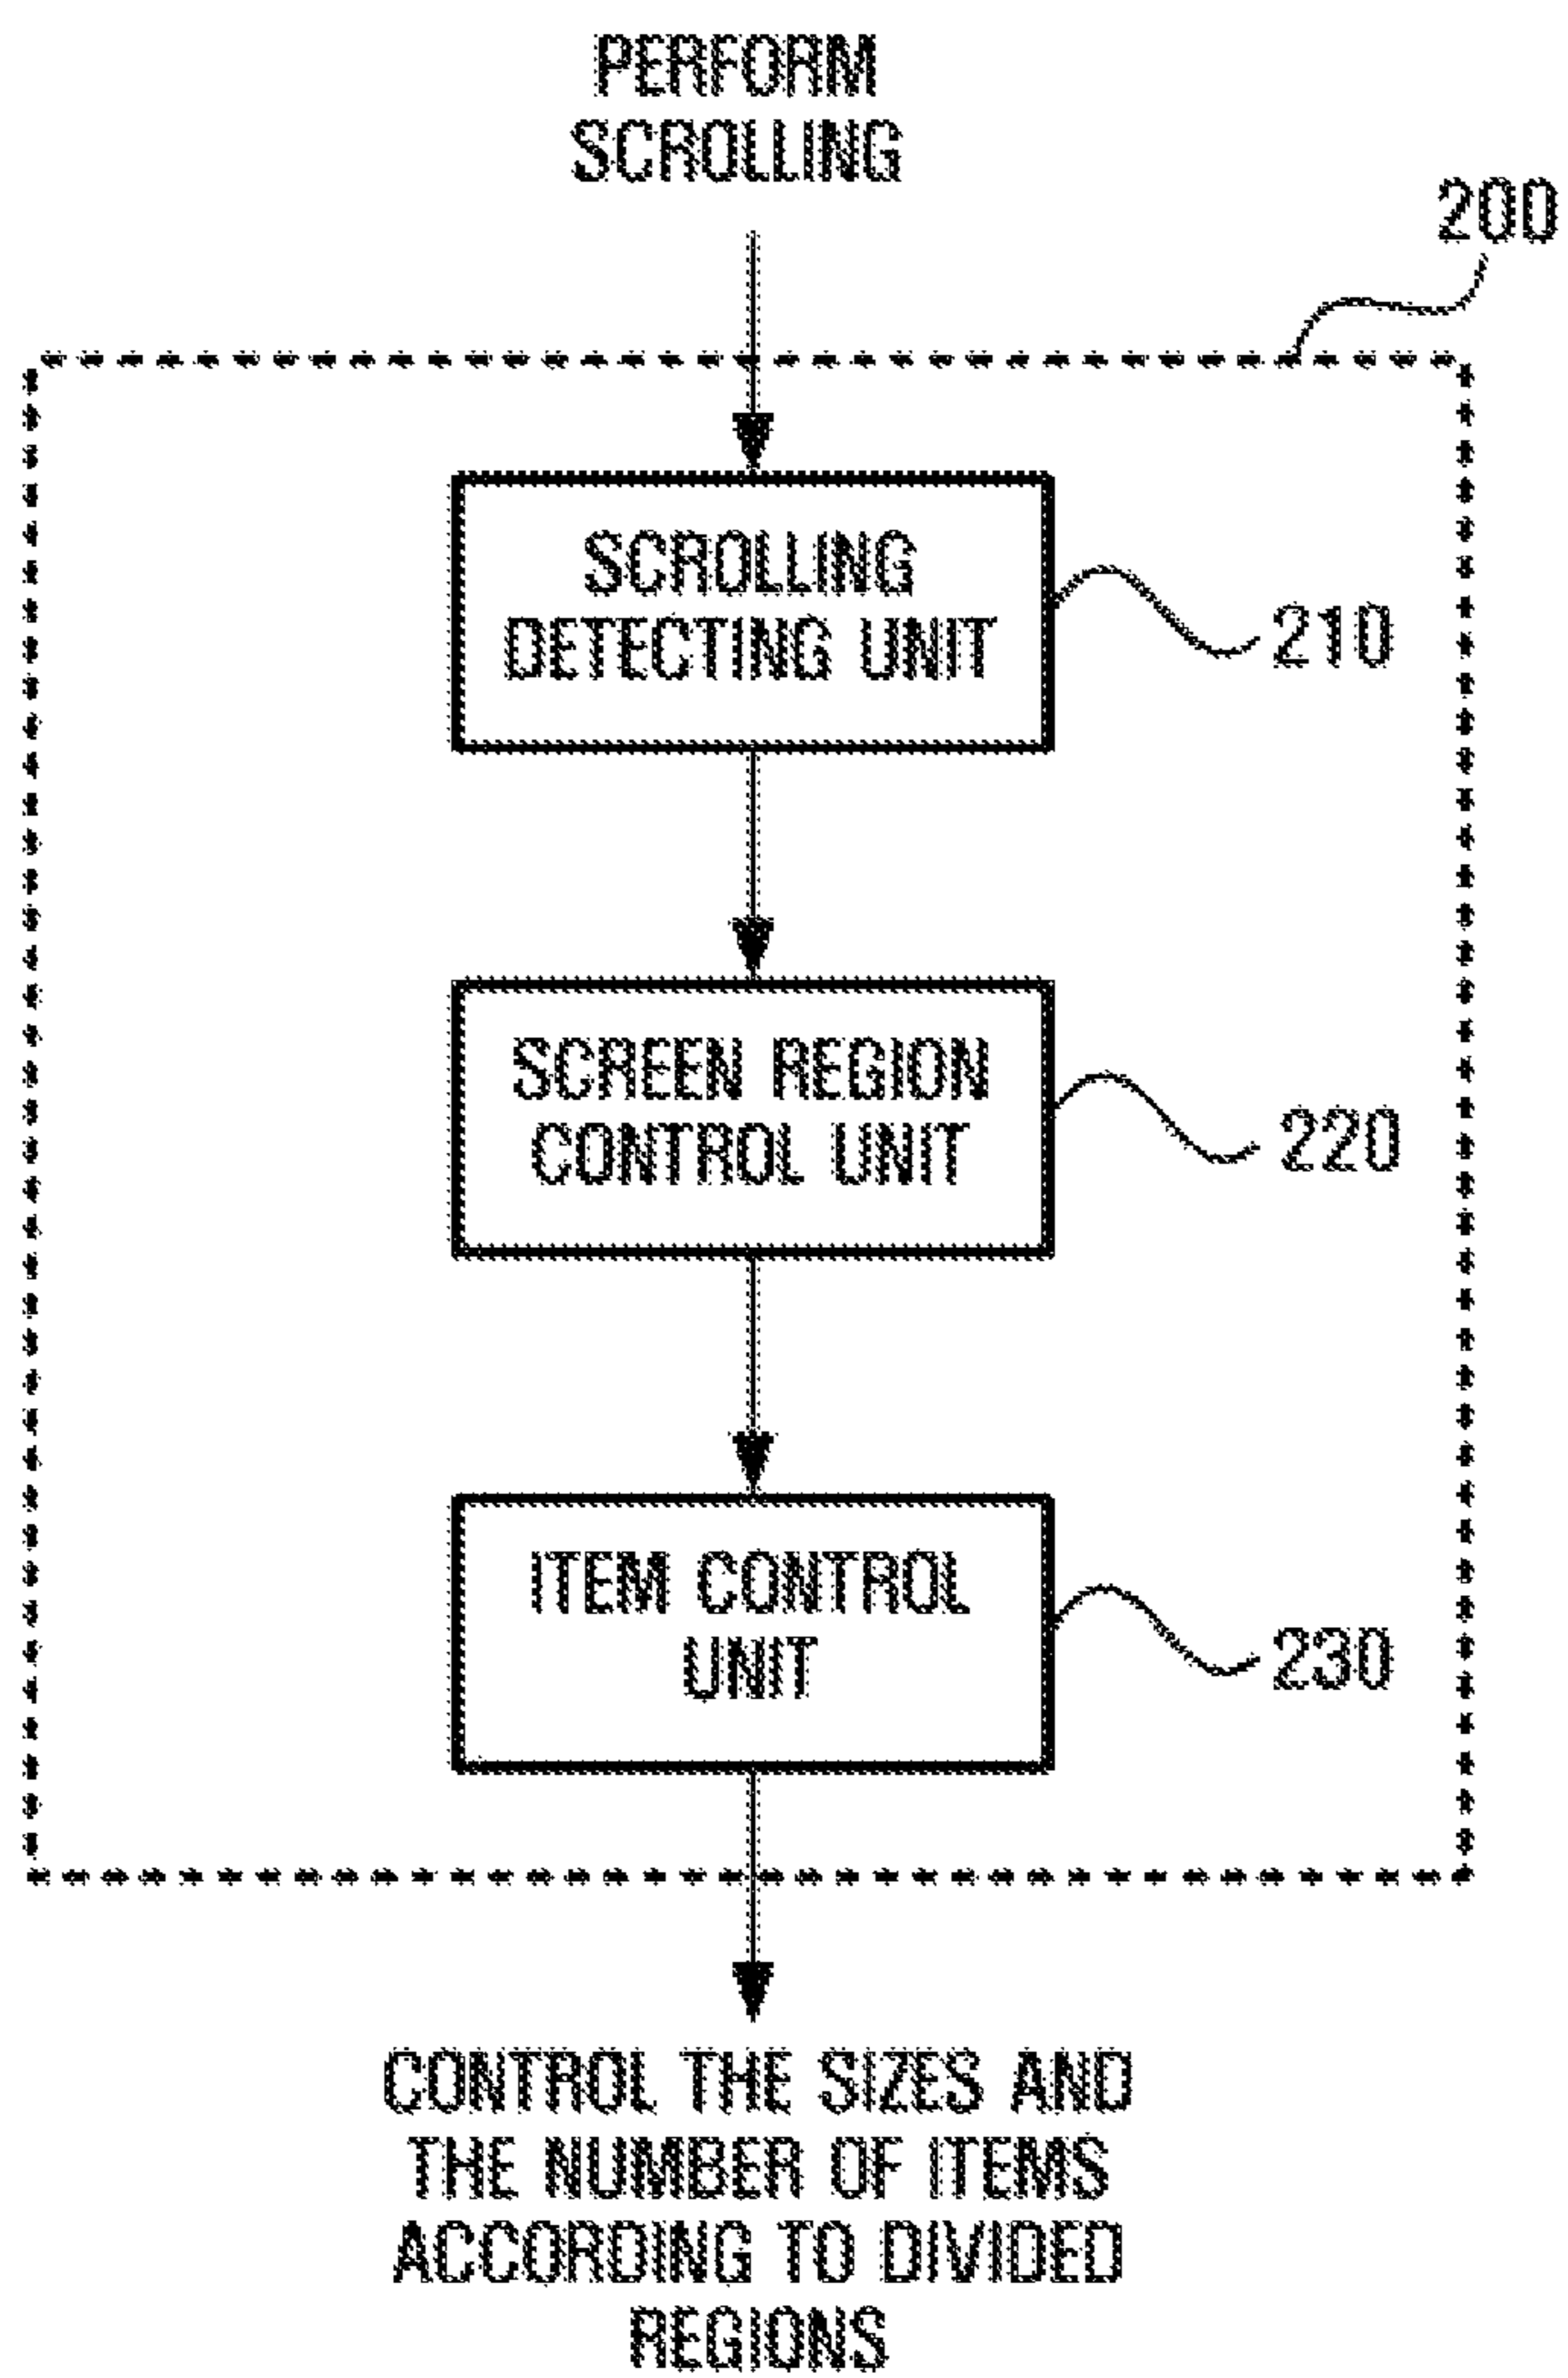 PERFORM
SCROLLING
200
SCROLLING
DETECTING UNIT
210
SCREEN REGION
CONTROL UNIT
220
ITEM CONTROL
UNIT
230
CONTROL THE SIZES AND
THE NUMBER OF ITEMS
ACCORDING TO DIVIDED
REGIONS